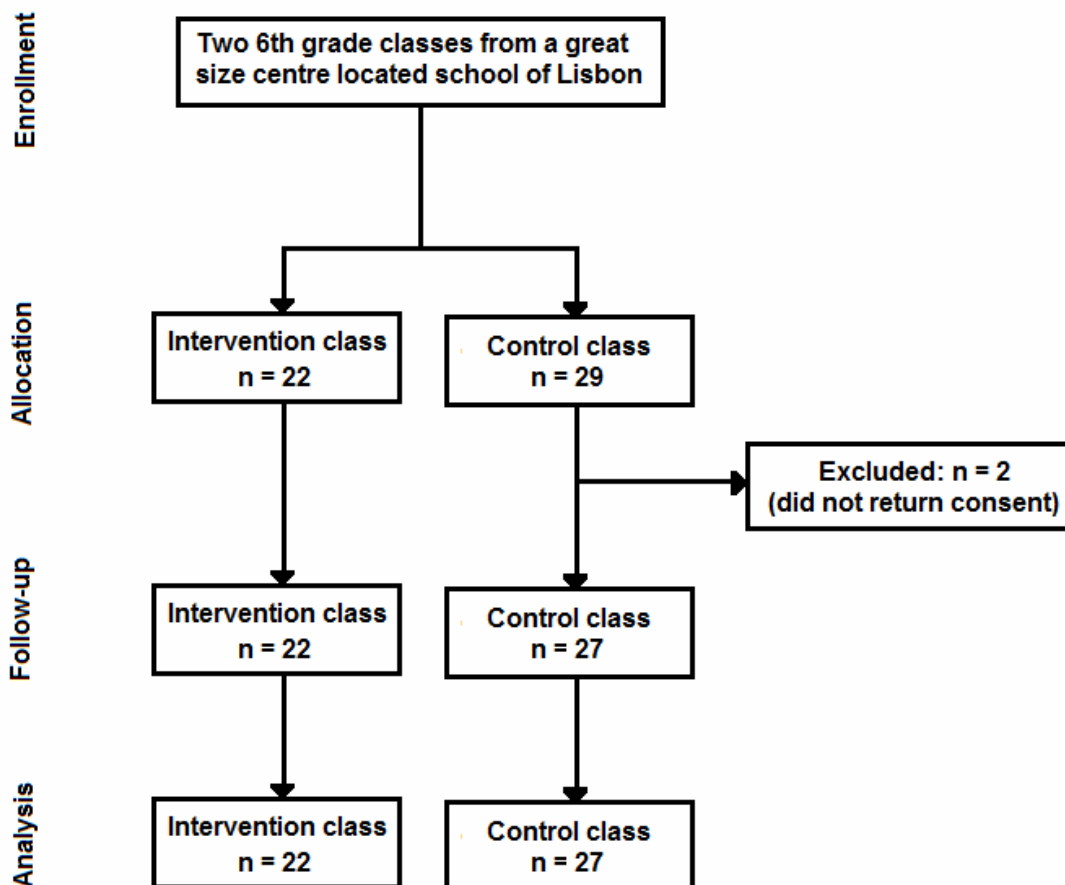 Enrollment
Two 6th grade classes from a great
size centre located school of Lisbon
Allocation
Intervention class
n = 22
Control class
n = 29
Excluded: n = 2
(did not return consent)
Follow-up
Intervention class
n = 22
Control class
n = 27
Analysis
Intervention class
n = 22
Control class
n = 27